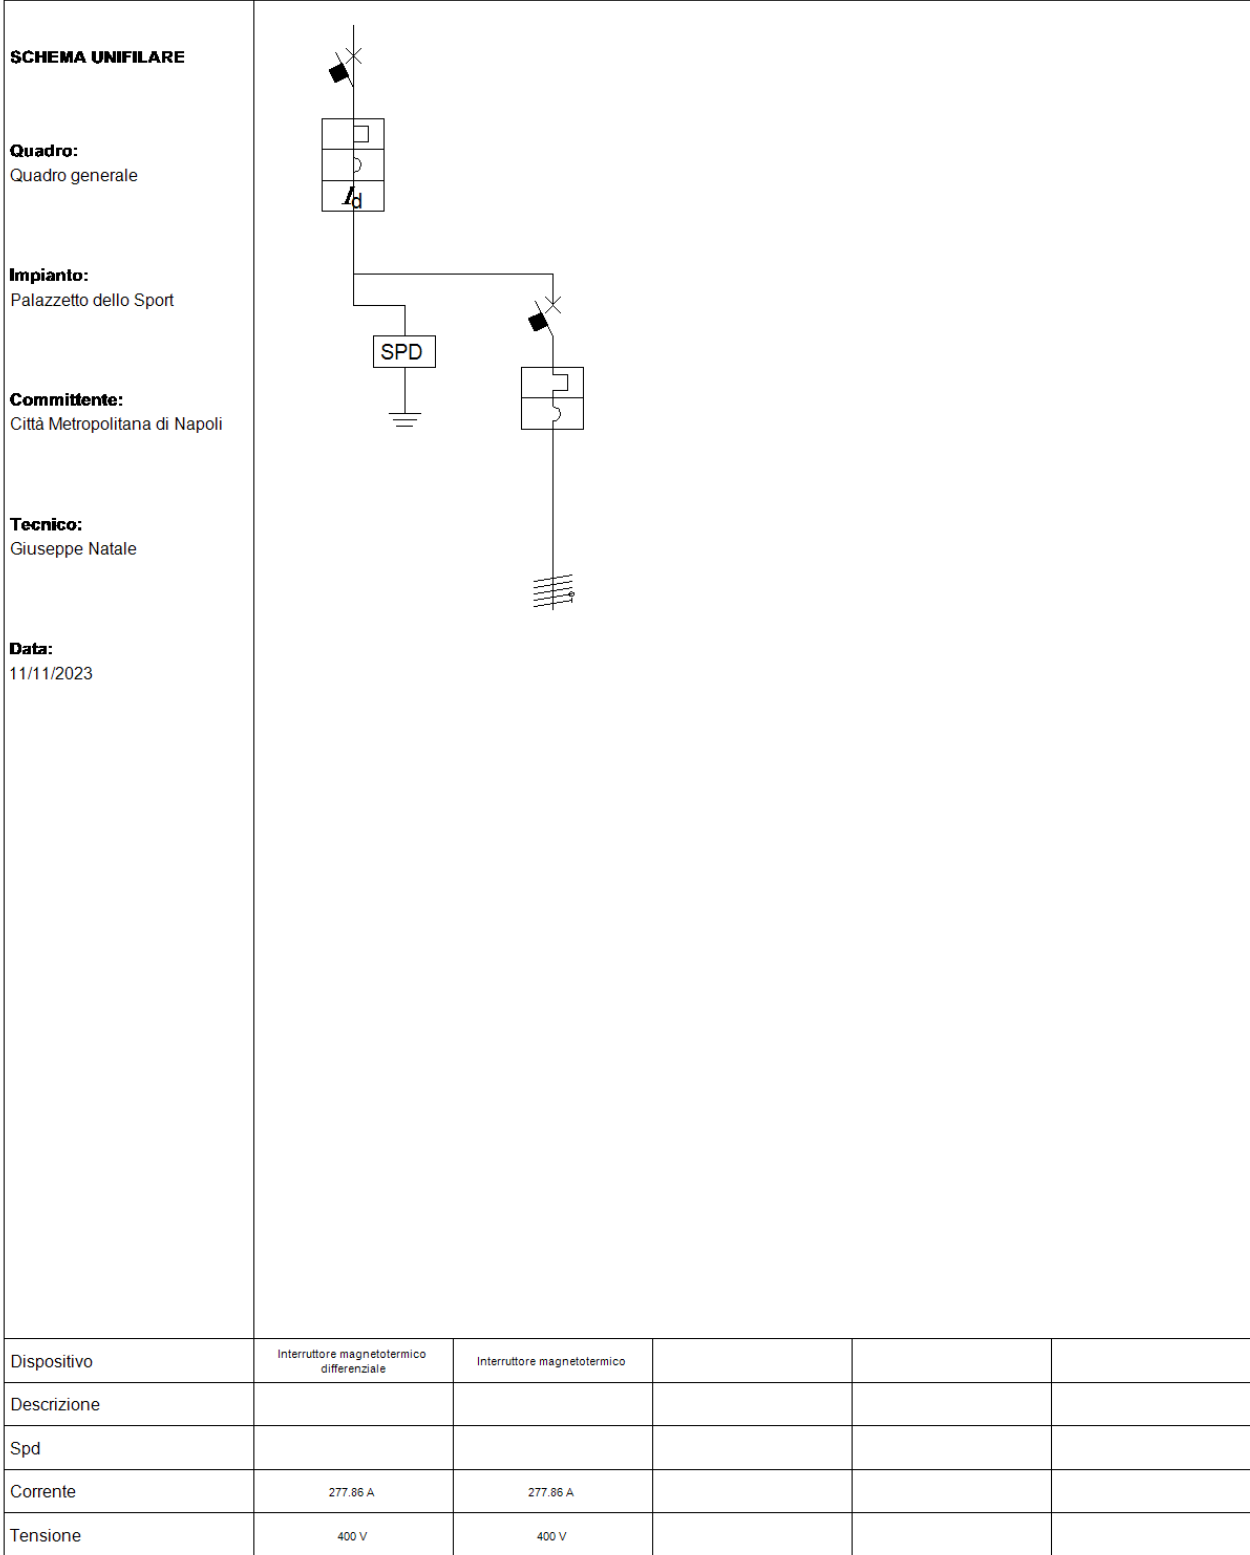 SCHEMA UNIFILARE
Quadro:
Quadro generale
Impianto:
Palazzetto dello Sport
Committente:
Città Metropolitana di Napoli
Tecnico:
Giuseppe Natale
Data:
11/11/2023
Id
SPD
Dispositivo
Interruttore magnetotermico
differenziale
Interruttore magnetotermico
Descrizione
Spd
Corrente
277.86 A
277.86 A
Tensione
400 V
400 V